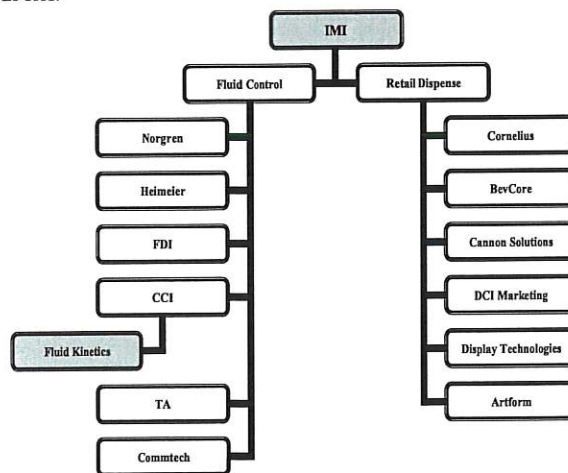 IMI
Fluid Control
Retail Dispense
Norgren
Heimeier
FDI
CCI
Fluid Kinetics
TA
Commtech
Cornelius
BevCore
Cannon Solutions
DCI Marketing
Display Technologies
Artform